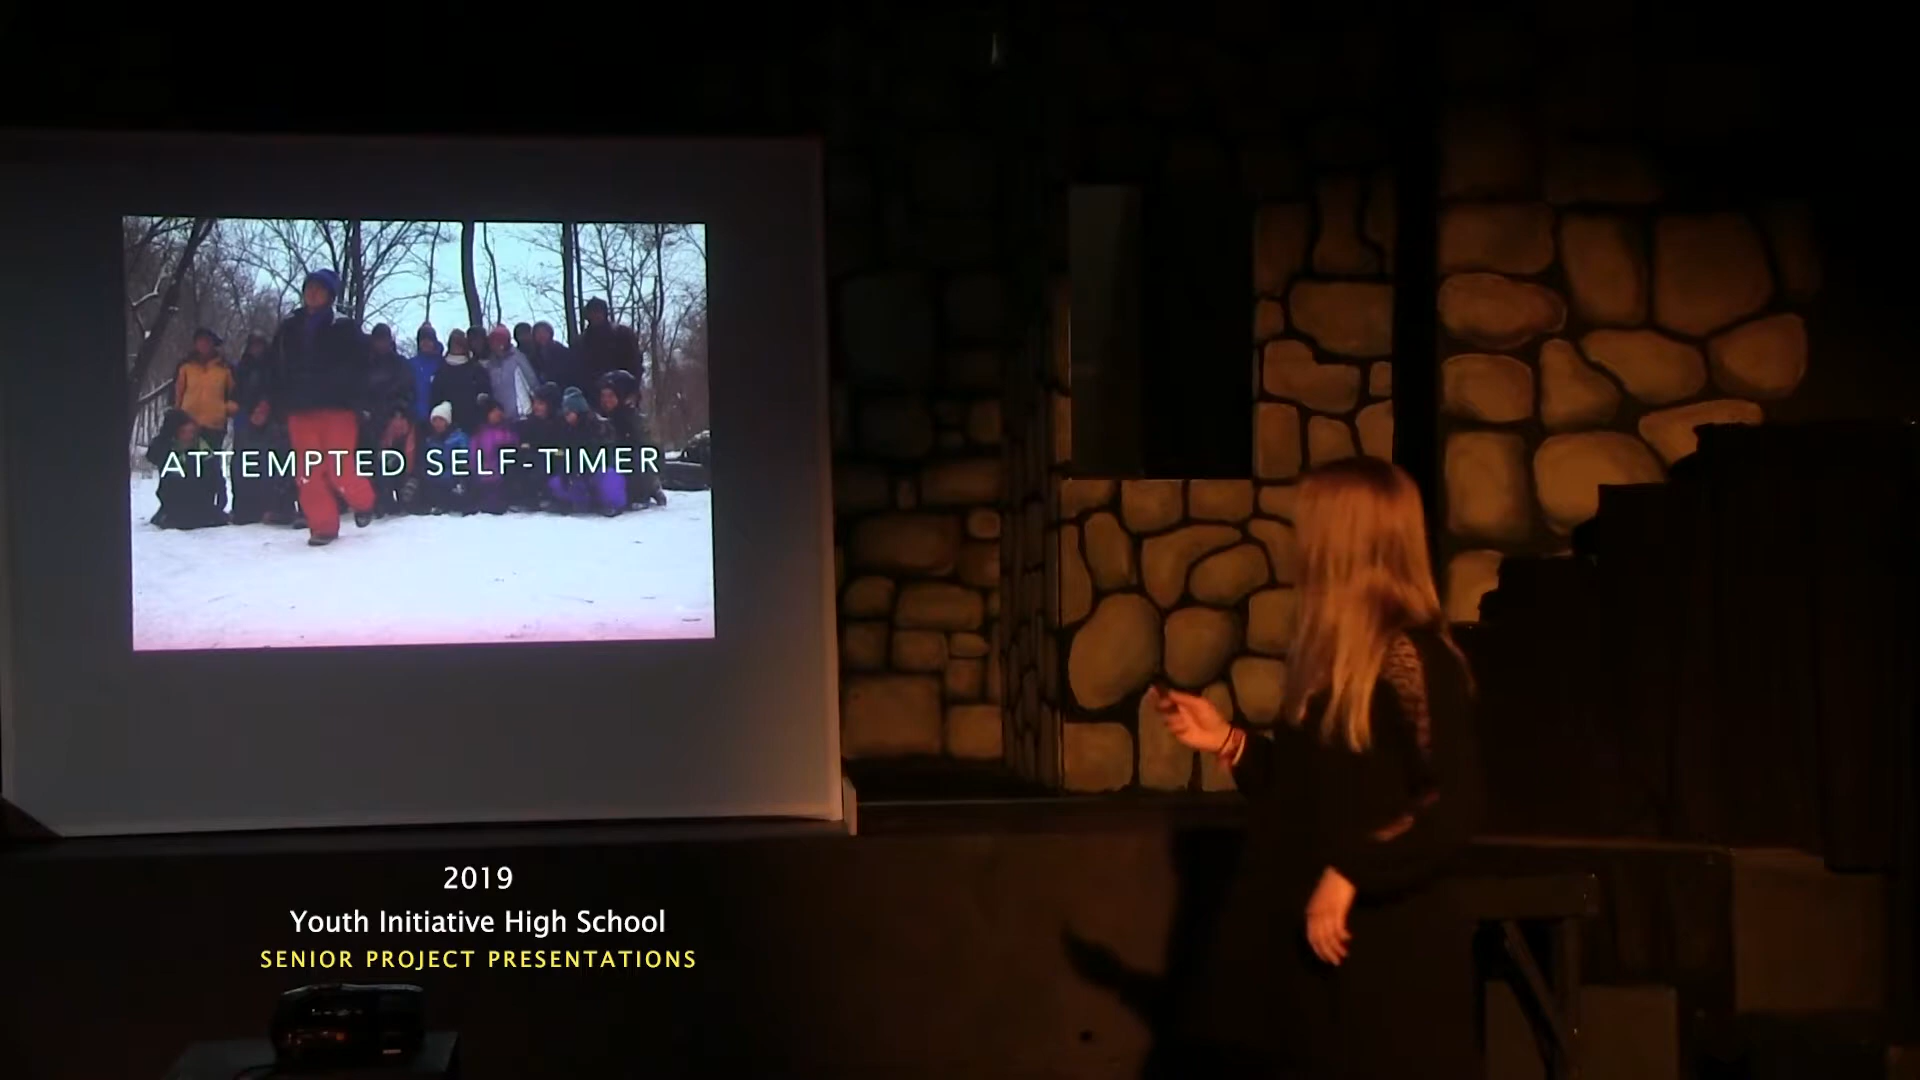 ATTEMPTED SELF-TIMER
2019
Youth Initiative High School
SENIOR PROJECT PRESENTATIONS